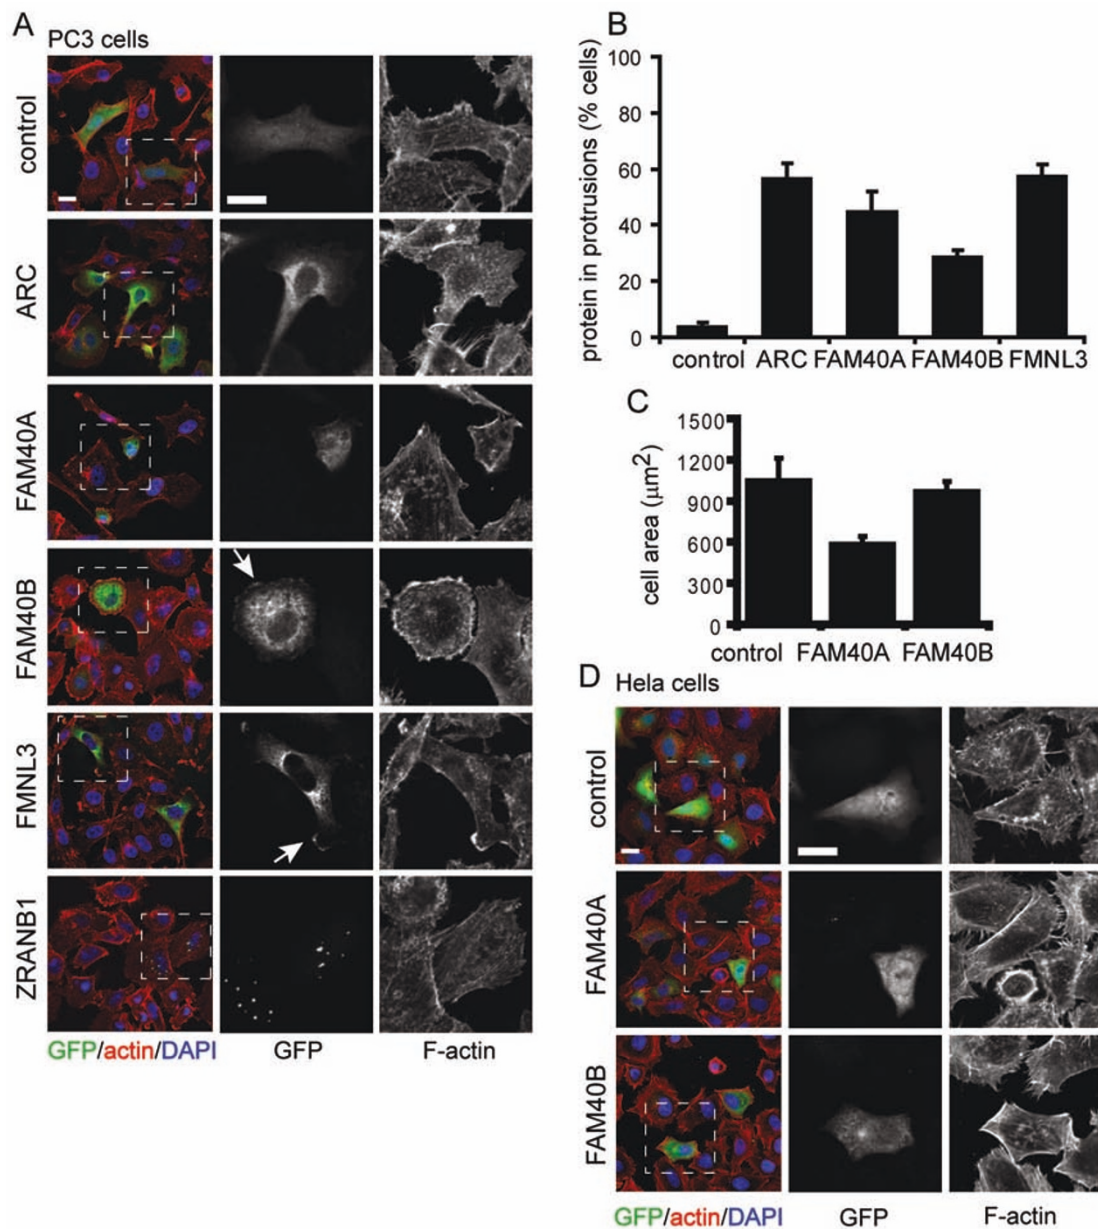 A
PC3 cells
control
ARC
FAM40A
FAM40B
FMNL3
ZRANB1
GFP/actin/DAPI
GFP
F-actin
B
protein in protrusions (% cells)
100
80
60
40
20
0
control ARC FAM40A FAM40B FMNL3
C
cell area (μm²)
1500
1200
900
600
300
0
control FAM40A FAM40B
D
Hela cells
control
FAM40A
FAM40B
GFP/actin/DAPI
GFP
F-actin